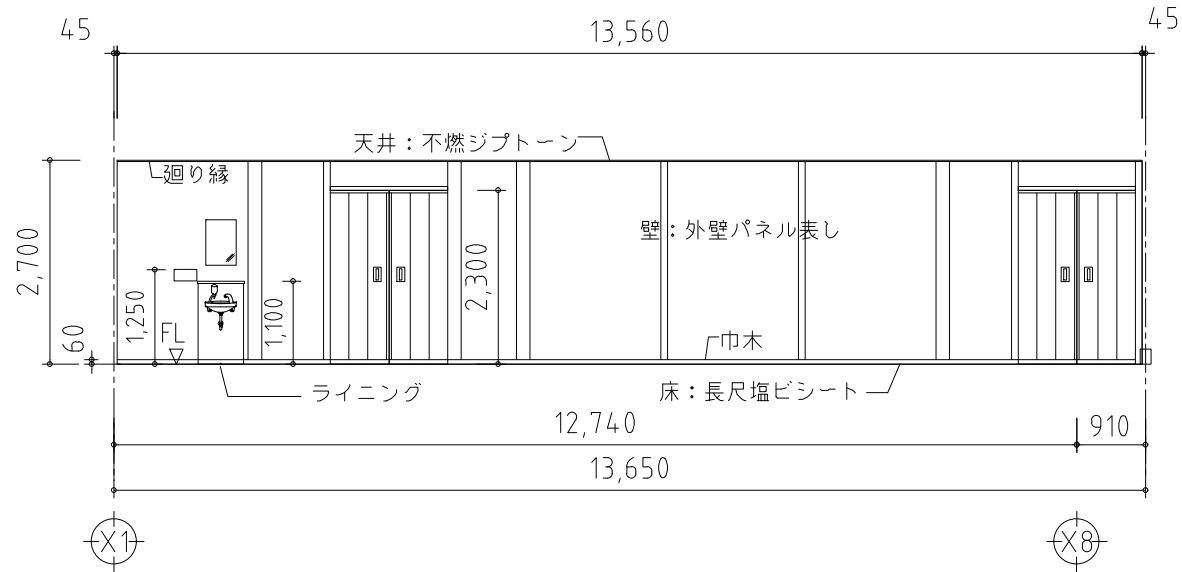 45
13,560
45
天井：不燃ジプトーン
廻り縁
壁：外壁パネル表し
2,700
60
1,250
FL
1,100
2,300
巾木
ライニング
床：長尺塩ビシート
12,740
910
13,650
X1
X8